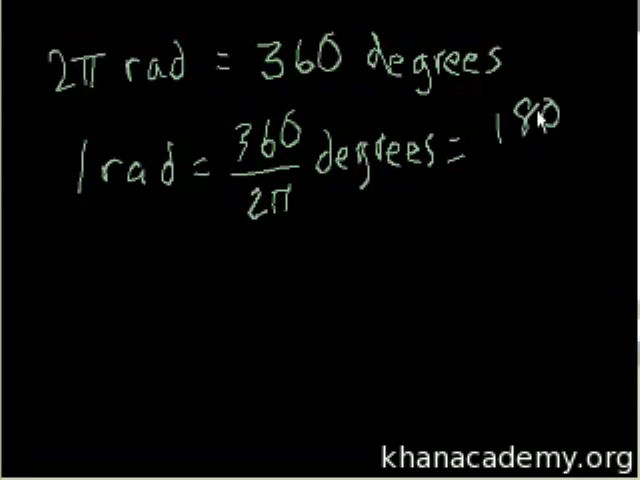 2π rad = 360 degrees
1 rad = 360/2π degrees = 180
khanacademy.org